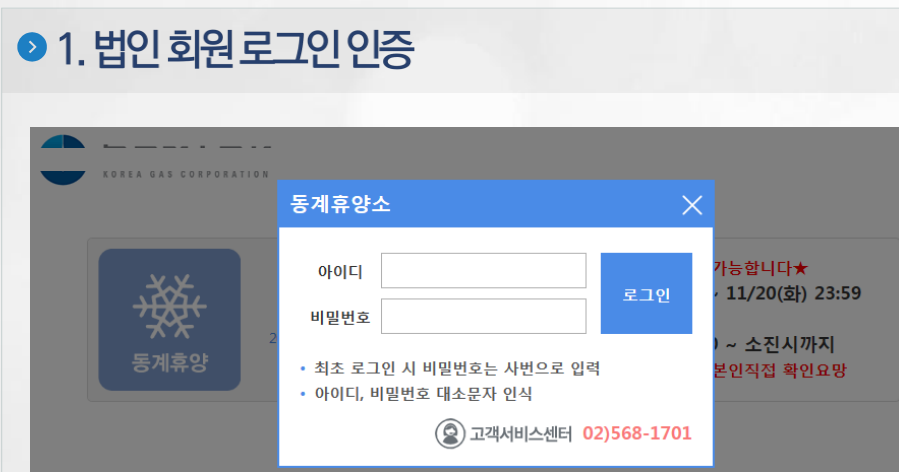 1. 법인 회원 로그인 인증
KOREA GAS CORPORATION
동계휴양소
아이디
로그인
비밀번호
• 최초 로그인 시 비밀번호는 사번으로 입력
• 아이디, 비밀번호 대소문자 인식
고객서비스센터 02)568-1701
동계휴양
2
가능합니다★
~ 11/20(화) 23:59
~ 소진시까지
본인직접 확인요망